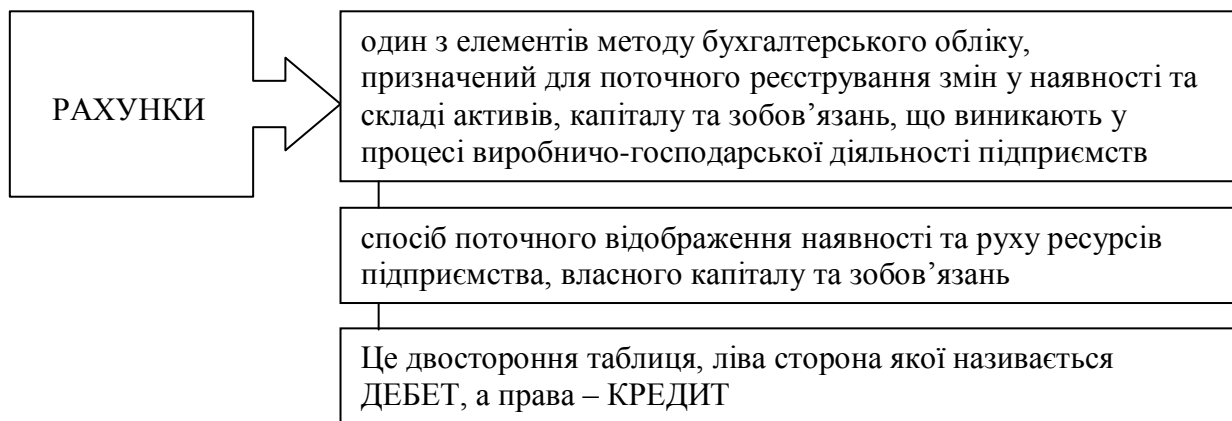 РАХУНКИ
один з елементів методу бухгалтерського обліку,
призначений для поточного реєстрування змін у наявності та
складі активів, капіталу та зобов’язань, що виникають у
процесі виробничо-господарської діяльності підприємств
спосіб поточного відображення наявності та руху ресурсів
підприємства, власного капіталу та зобов’язань
Це двостороння таблиця, ліва сторона якої називається
ДЕБЕТ, а права – КРЕДИТ